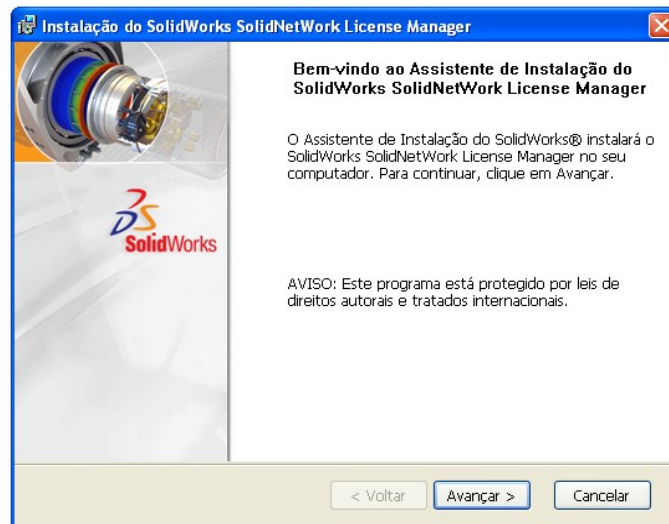 Instalação do SolidWorks SolidNetWork License Manager
Bem-vindo ao Assistente de Instalação do
SolidWorks SolidNetWork License Manager
O Assistente de Instalação do SolidWorks® instalará o
SolidWorks SolidNetWork License Manager no seu
computador. Para continuar, clique em Avançar.
SolidWorks
AVISO: Este programa está protegido por leis de
direitos autorais e tratados internacionais.
< Voltar Avançar > Cancelar